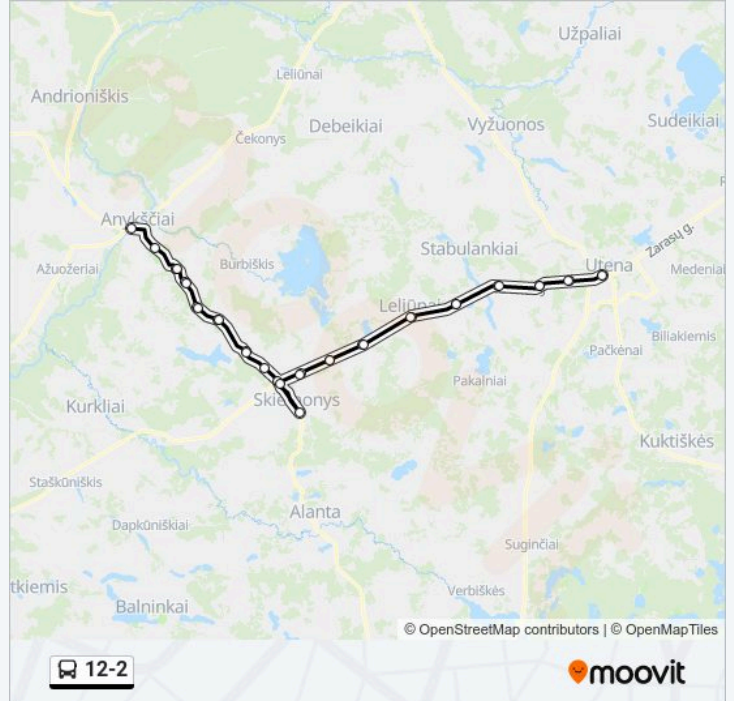 Užpaliai
Leliūnai
Andrioniškis
Debeikiai
Vyžuonos
Sudeikiai
Čekonys
Anykščiai
Zarasų g.
Stabulankiai
Ažuožeriai
Burbiškis
Utena
Medeniai
Leliūnai
Biliakiemis
Pačkėnai
Pakalniai
Skiemonys
Kurkliai
Kuktiškės
Staškūniškis
Alanta
Dapkūniškiai
Suginčiai
tkiemis
Verbiškės
Balninkai
© OpenStreetMap contributors | © OpenMapTiles
12-2
moovit